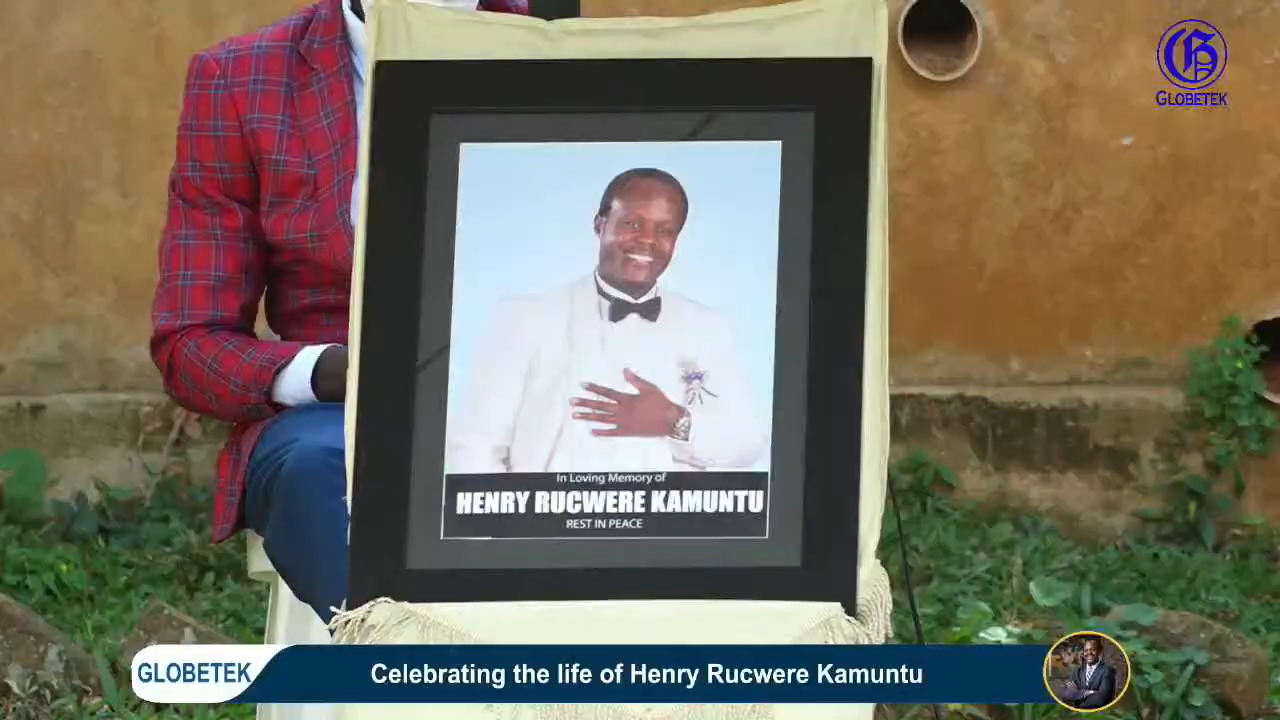 GLOBETEK
In Loving Memory of
HENRY RUCWERE KAMUNTU
REST IN PEACE
GLOBETEK
Celebrating the life of Henry Rucwere Kamuntu